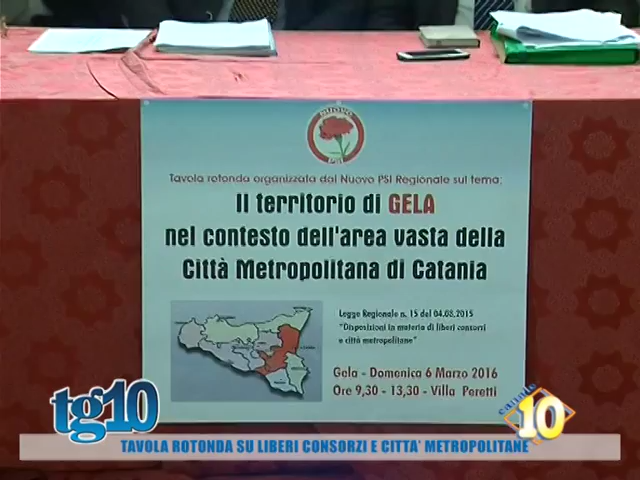 NUOVO
PSI
Tavola rotonda organizzata dal Nuovo PSI Regionale sul tema:
Il territorio di GELA
nel contesto dell'area vasta della
Città Metropolitana di Catania
Legge Regionale n. 15 del 04.08.2015
"Disposizioni in materia di liberi consorzi
e città metropolitane"
Gela - Domenica 6 Marzo 2016
Ore 9,30 - 13,30 - Villa Peretti
tg10
canale
10
TAVOLA ROTONDA SU LIBERI CONSORZI E CITTA' METROPOLITANE